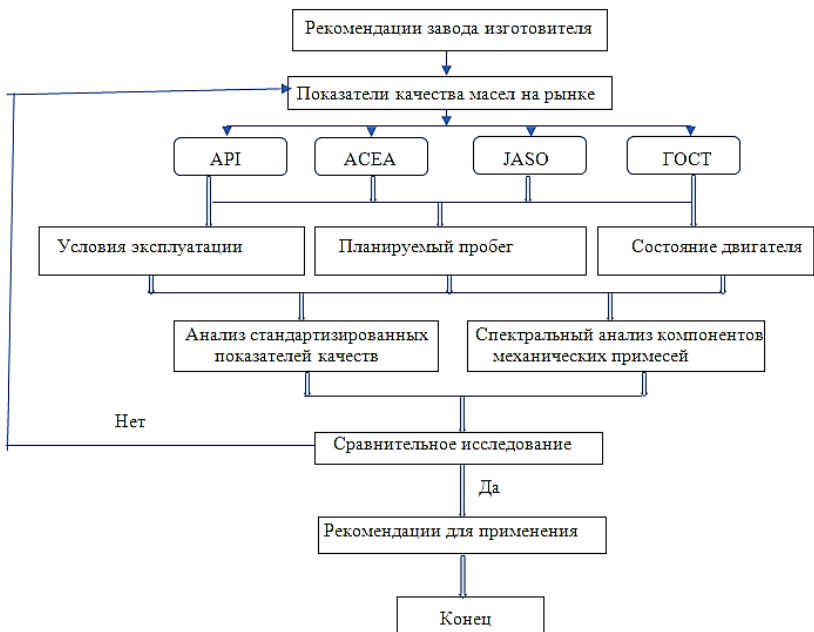 Рекомендации завода изготовителя
Показатели качества масел на рынке
API
ACEA
JASO
ГОСТ
Условия эксплуатации
Планируемый пробег
Состояние двигателя
Анализ стандартизированных
показателей качеств
Спектральный анализ компонентов
механических примесей
Нет
Сравнительное исследование
Да
Рекомендации для применения
Конец